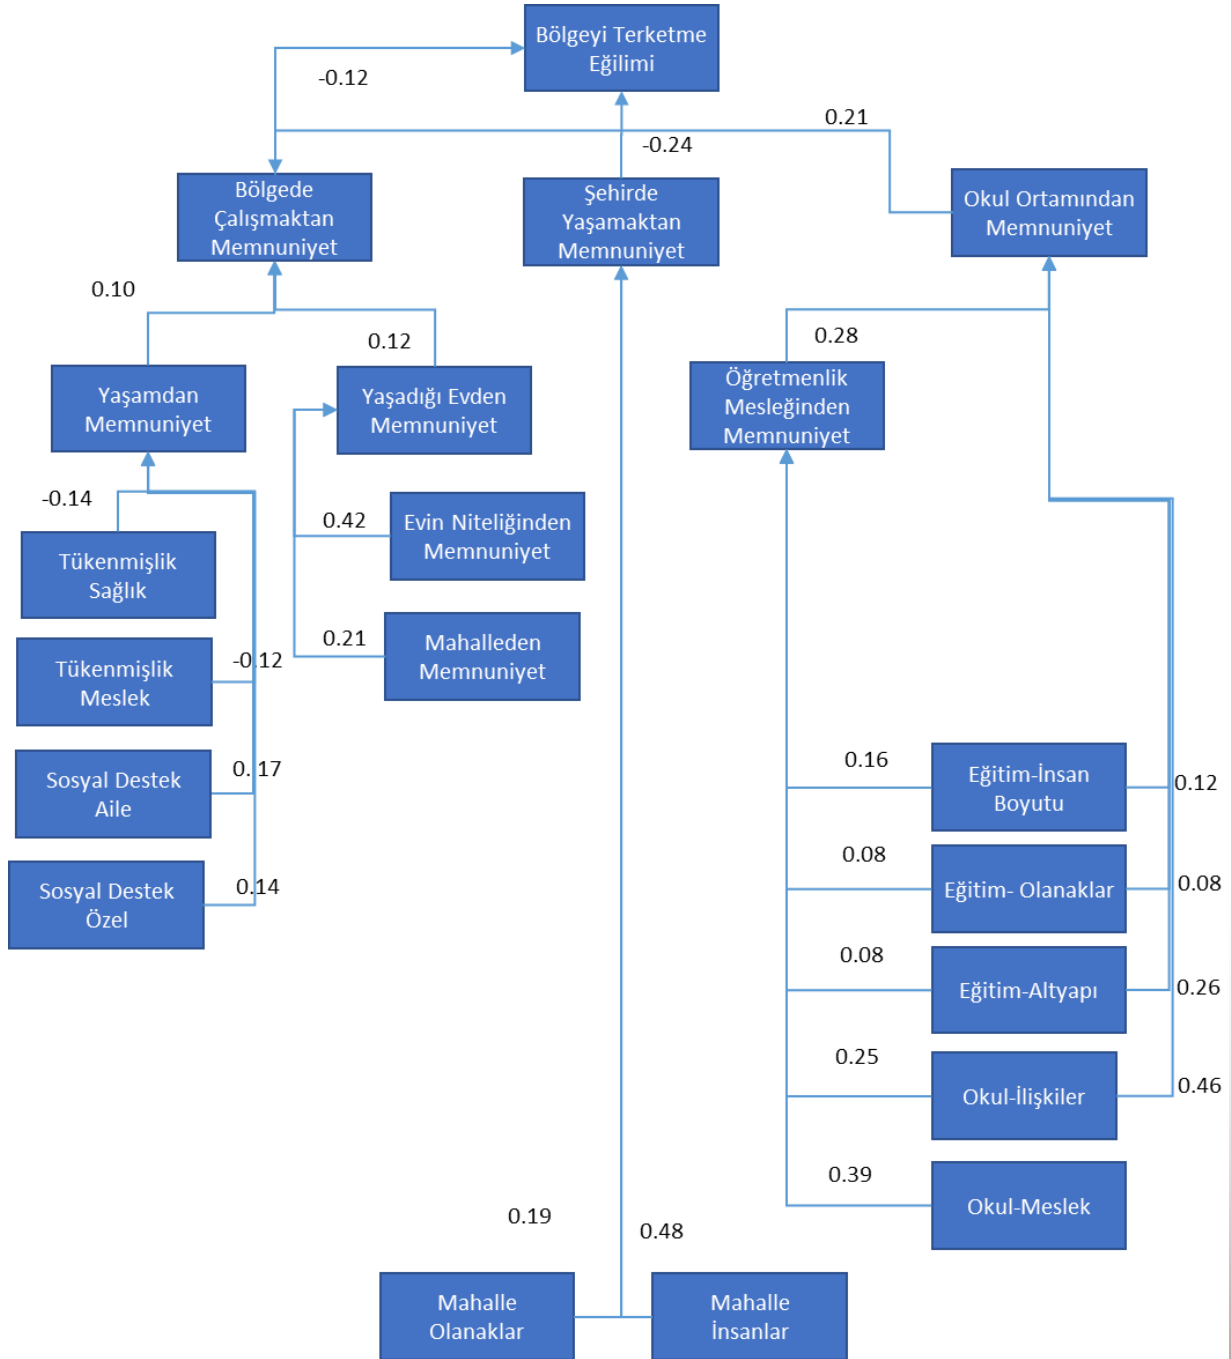 Bölgeyi Terketme
Eğilimi
-0.12
0.21
-0.24
Bölgede
Çalışmaktan
Memnuniyet
Şehirde
Yaşamaktan
Memnuniyet
Okul Ortamından
Memnuniyet
0.10
0.12
0.28
Yaşamdan
Memnuniyet
Yaşadığı Evden
Memnuniyet
Öğretmenlik
Mesleğinden
Memnuniyet
-0.14
0.42
Evin Niteliğinden
Memnuniyet
Tükenmişlik
Sağlık
0.21
Mahalleden
Memnuniyet
Tükenmişlik
Meslek
-0.12
Sosyal Destek
Aile
0.17
0.16
Eğitim-İnsan
Boyutu
0.12
Sosyal Destek
Özel
0.14
0.08
Eğitim- Olanaklar
0.08
0.08
Eğitim-Altyapı
0.26
0.25
Okul-İlişkiler
0.46
0.39
Okul-Meslek
0.19
0.48
Mahalle
Olanaklar
Mahalle
İnsanlar